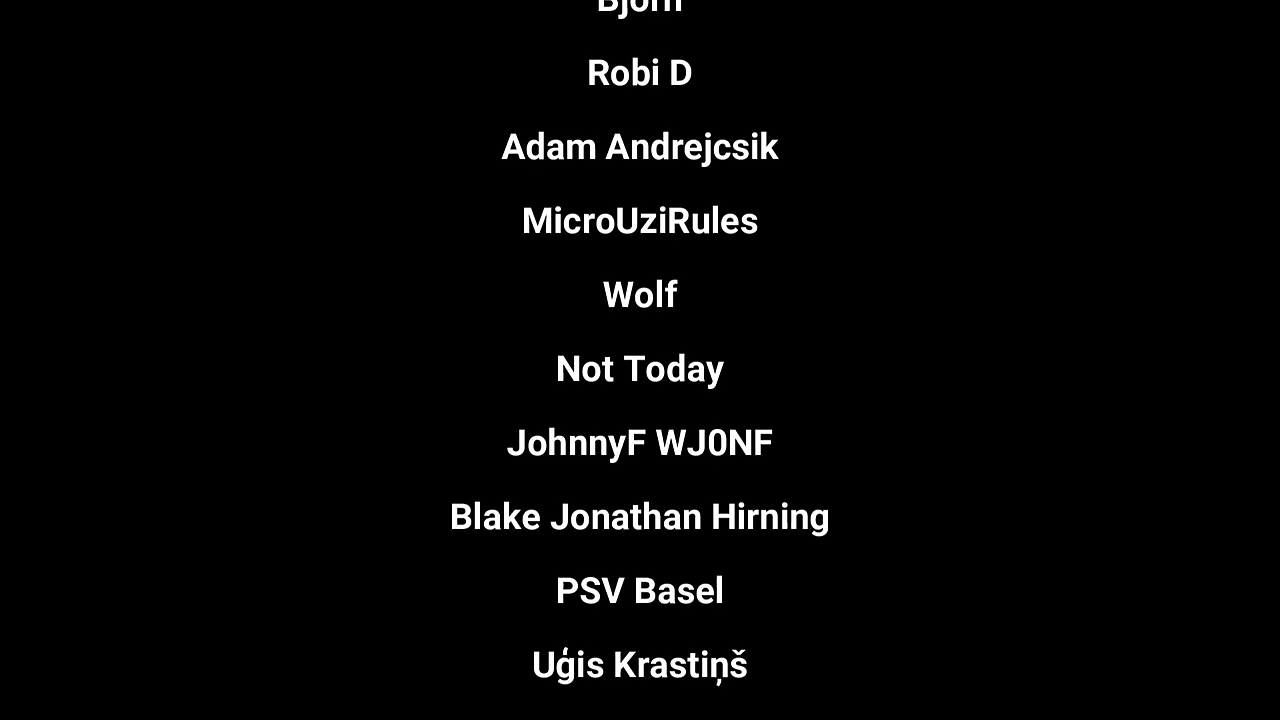 Robi D
Adam Andrejcsik
MicroUziRules
Wolf
Not Today
JohnnyF WJ0NF
Blake Jonathan Hirning
PSV Basel
Uģis Krastiņš